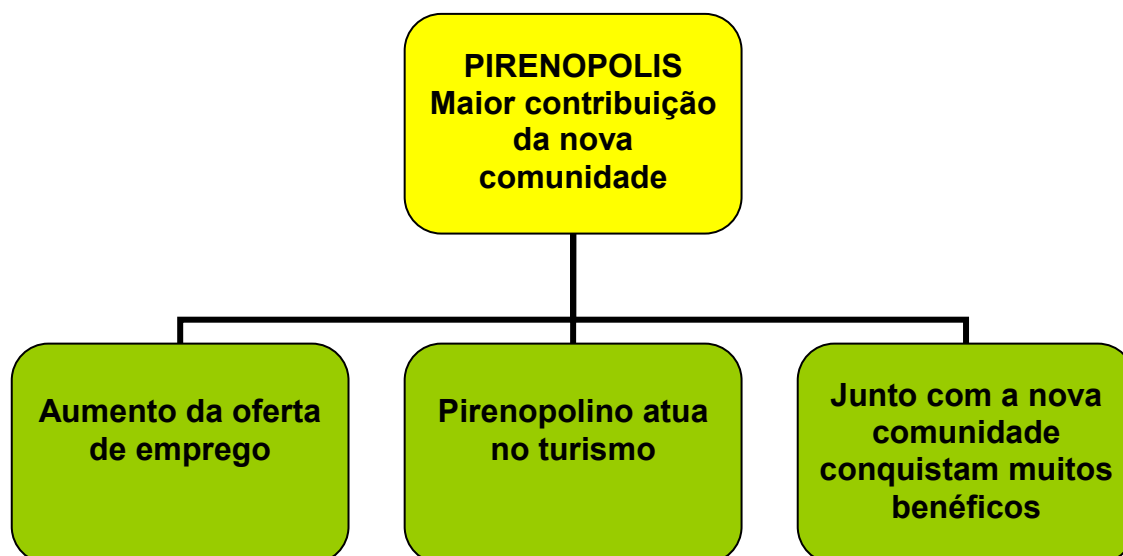 PIRENOPOLIS
Maior contribuição
da nova
comunidade
Aumento da oferta
de emprego
Pirenopolino atua
no turismo
Junto com a nova
comunidade
conquistam muitos
benéficos